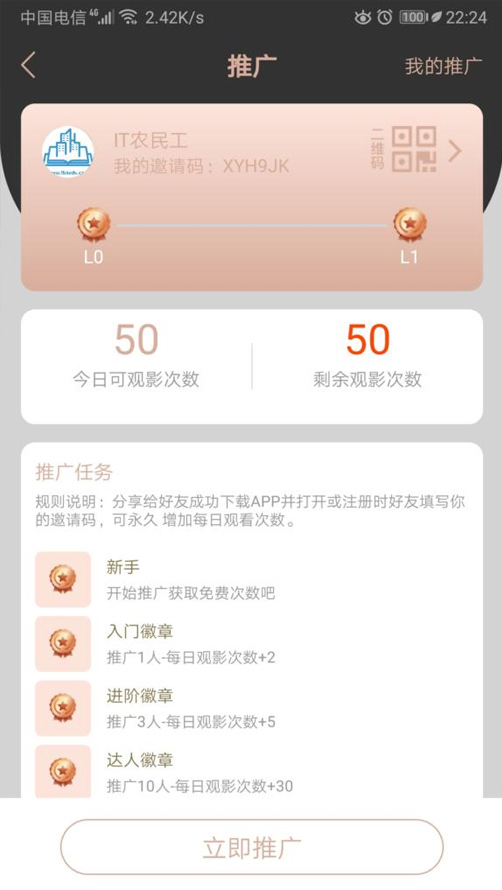 中国电信 4G 2.42K/s 100 22:24
推广 我的推广
IT农民工
我的邀请码：XYH9JK
二维码
L0 L1
50 50
今日可观影次数 剩余观影次数
推广任务
规则说明：分享给好友成功下载APP并打开或注册时好友填写你
的邀请码，可永久 增加每日观看次数。
新手
开始推广获取免费次数吧
入门徽章
推广1人-每日观影次数+2
进阶徽章
推广3人-每日观影次数+5
达人徽章
推广10人-每日观影次数+30
立即推广